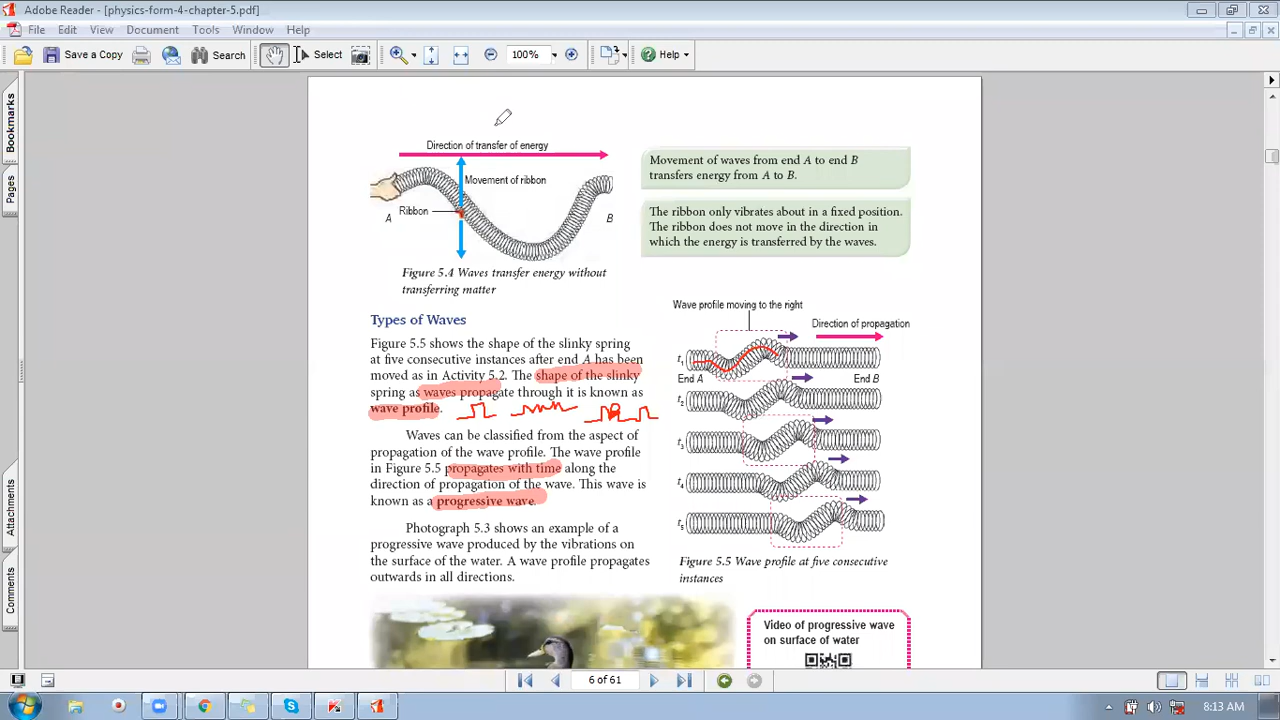 Adobe Reader - [physics-form-4-chapter-5.pdf]
File Edit View Document Tools Window Help
Save a Copy Search Select 100% Help
Bookmarks
Pages
Attachments
Comments
Direction of transfer of energy
Movement of ribbon
Ribbon
A
B
Figure 5.4 Waves transfer energy without
transferring matter
Movement of waves from end A to end B
transfers energy from A to B.
The ribbon only vibrates about in a fixed position.
The ribbon does not move in the direction in
which the energy is transferred by the waves.
Types of Waves
Figure 5.5 shows the shape of the slinky spring
at five consecutive instances after end A has been
moved as in Activity 5.2. The shape of the slinky
spring as waves propagate through it is known as
wave profile.
Waves can be classified from the aspect of
propagation of the wave profile. The wave profile
in Figure 5.5 propagates with time along the
direction of propagation of the wave. This wave is
known as a progressive wave.
Photograph 5.3 shows an example of a
progressive wave produced by the vibrations on
the surface of the water. A wave profile propagates
outwards in all directions.
Wave profile moving to the right
Direction of propagation
t1
End A
End B
t2
t3
t4
t5
Figure 5.5 Wave profile at five consecutive
instances
Video of progressive wave
on surface of water
6 of 61
8:13 AM